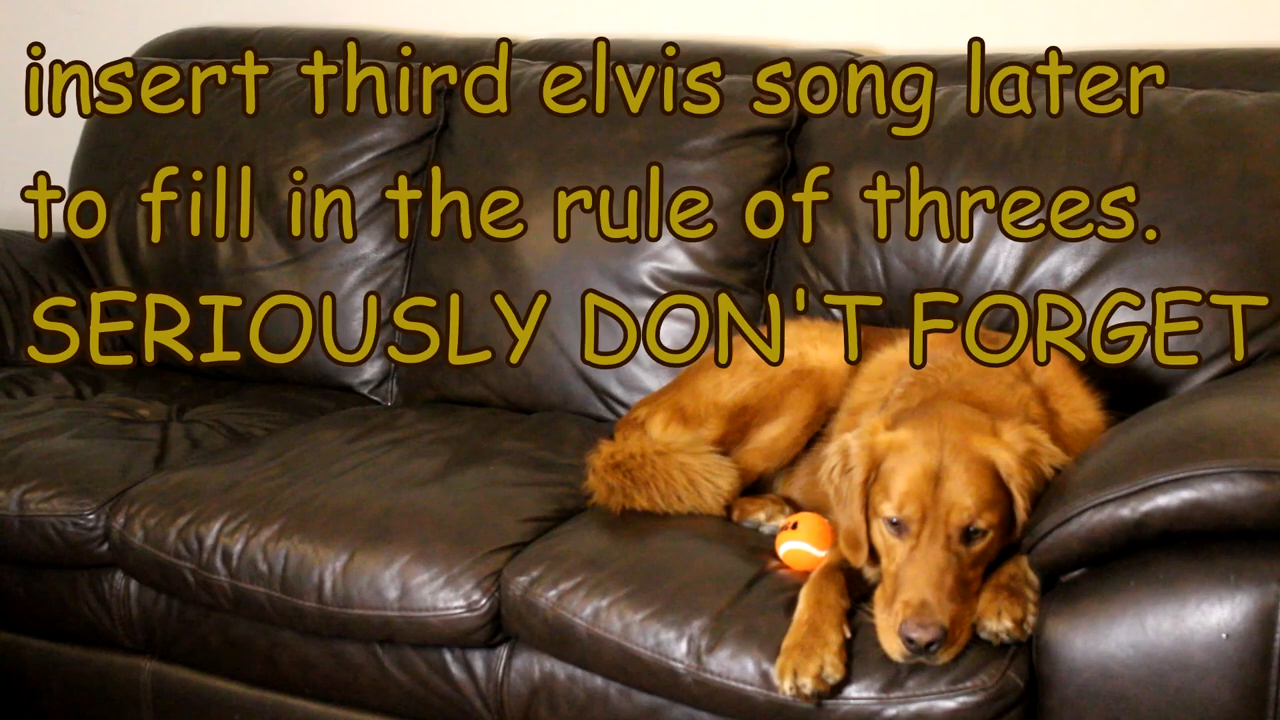 insert third elvis song later
to fill in the rule of threes.
SERIOUSLY DON'T FORGET